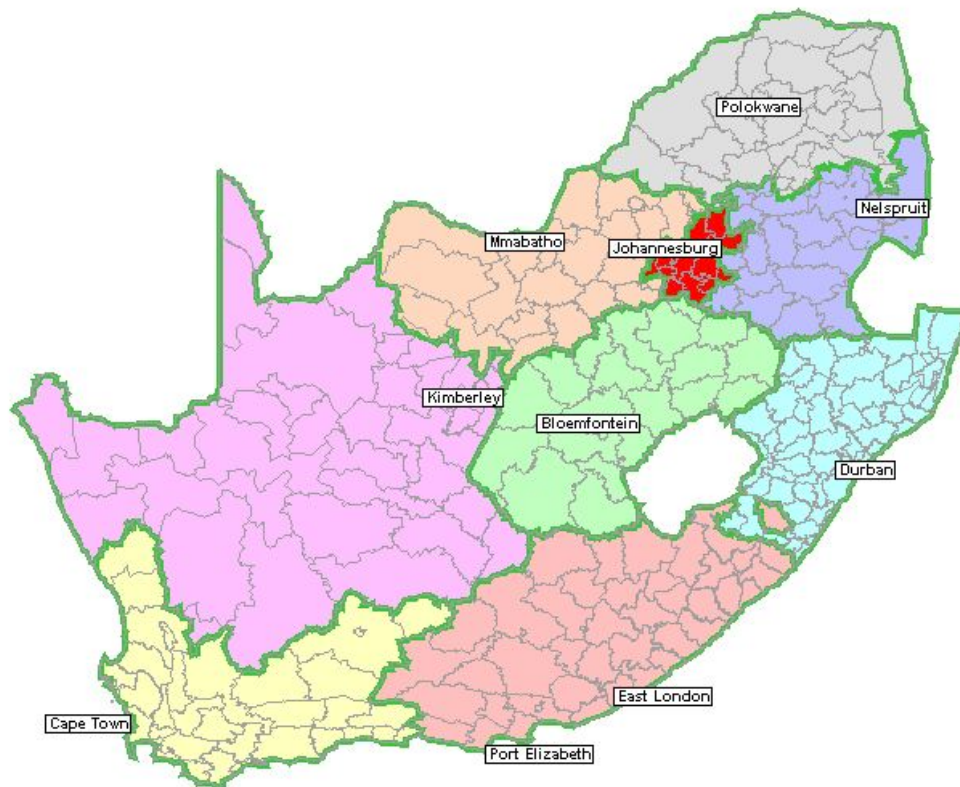 Polokwane
Nelspruit
Mmabatho
Johannesburg
Kimberley
Bloemfontein
Durban
East London
Cape Town
Port Elizabeth